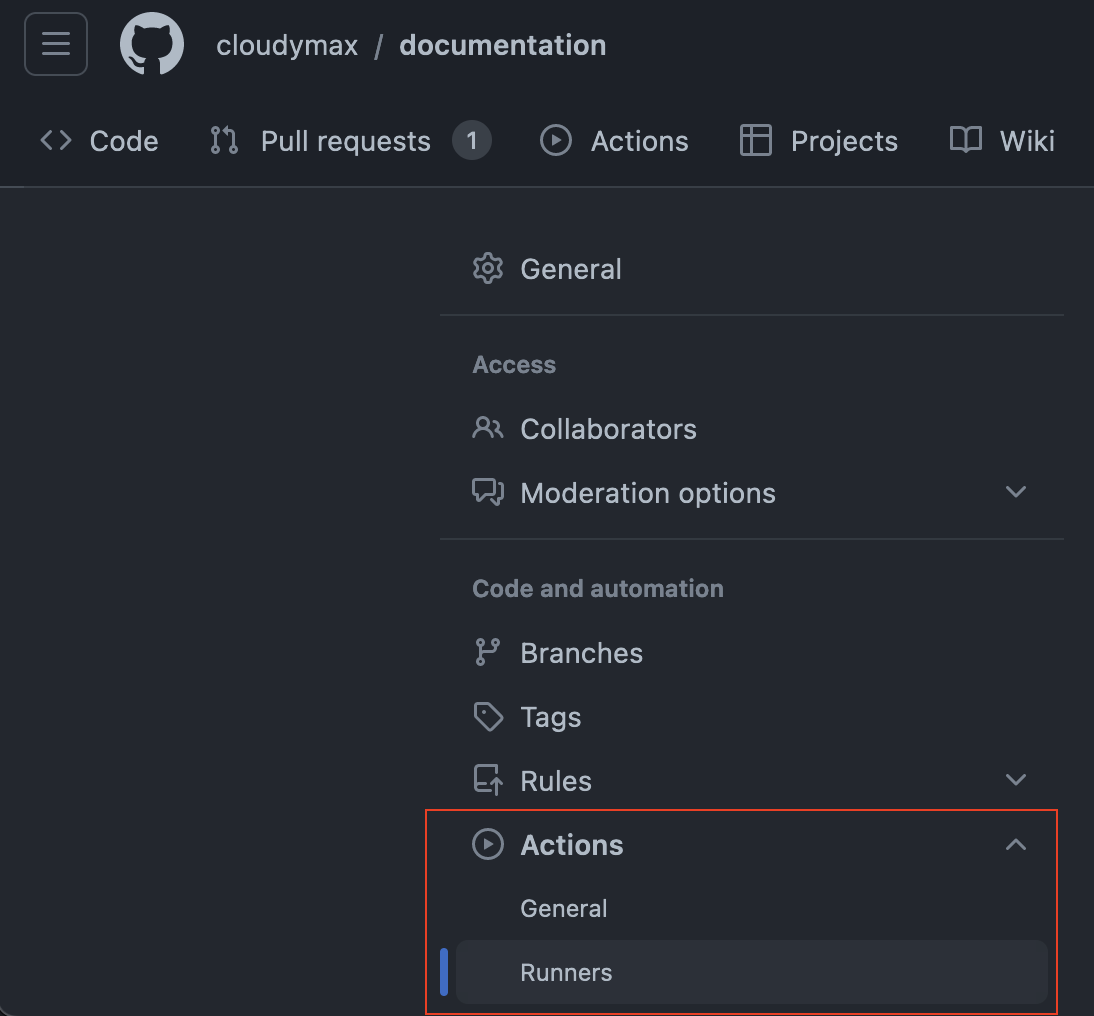 cloudymax / documentation
Code Pull requests 1 Actions Projects Wiki
General
Access
Collaborators
Moderation options
Code and automation
Branches
Tags
Rules
Actions
General
Runners